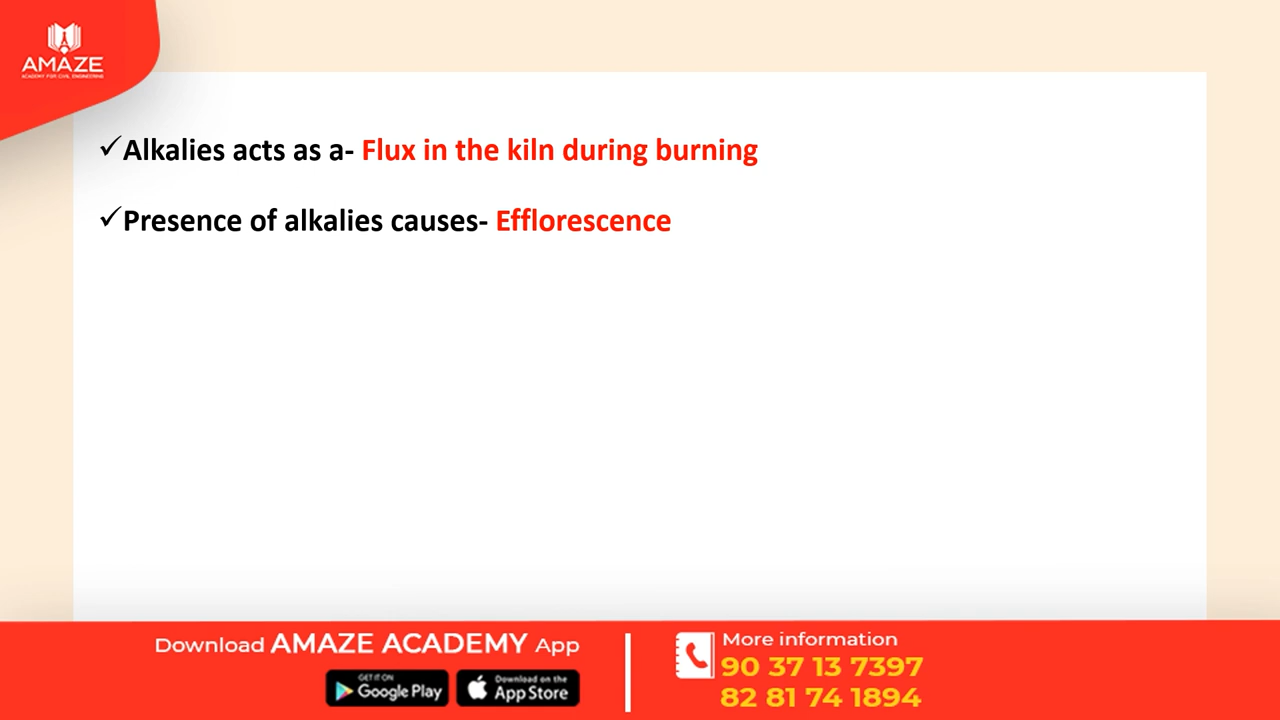 AMAZE
ACADEMY FOR CIVIL ENGINEERING
✓Alkalies acts as a- Flux in the kiln during burning
✓Presence of alkalies causes- Efflorescence
Download AMAZE ACADEMY App
GET IT ON
Google Play
Download on the
App Store
More information
90 37 13 7397
82 81 74 1894